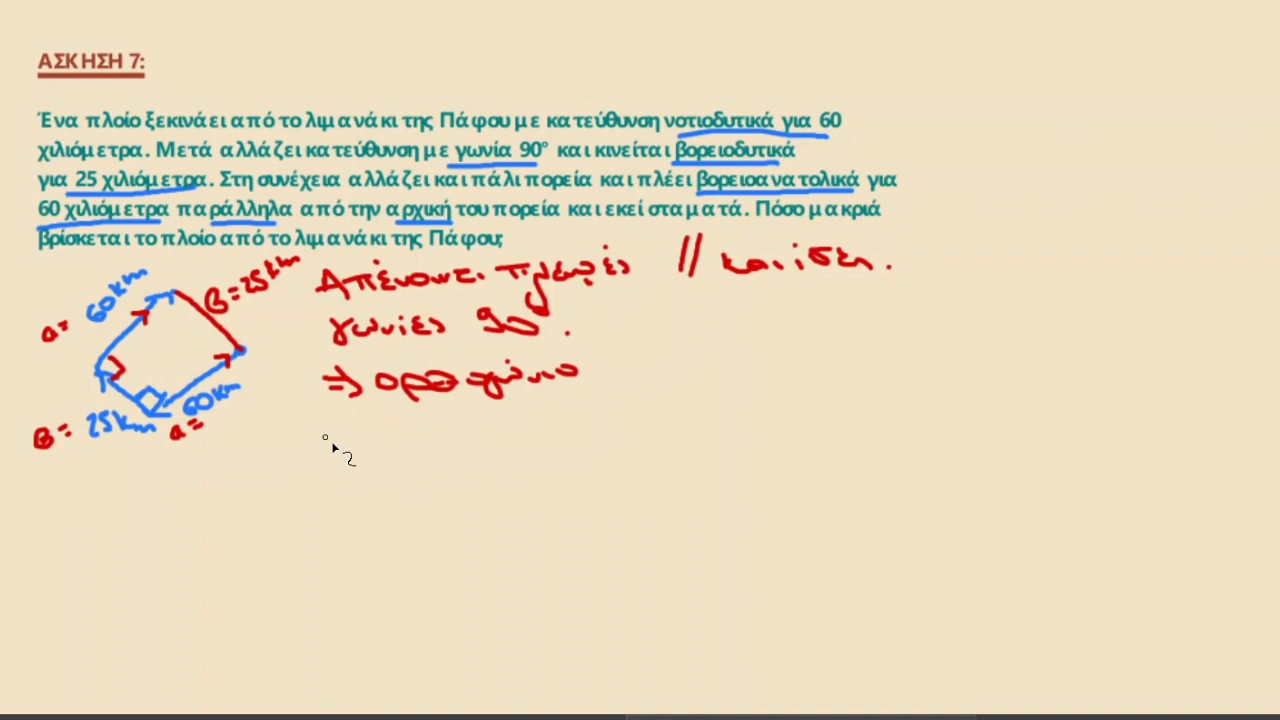 ΑΣΚΗΣΗ 7:
Ένα πλοίο ξεκινάει από το λιμανάκι της Πάφου με κατεύθυνση νοτιοδυτικά για 60
χιλιόμετρα. Μετά αλλάζει κατεύθυνση με γωνία 90° και κινείται βορειοδυτικά
για 25 χιλιόμετρα. Στη συνέχεια αλλάζει και πάλι πορεία και πλέει βορειοανατολικά για
60 χιλιόμετρα παράλληλα από την αρχική του πορεία και εκεί σταματά. Πόσο μακριά
βρίσκεται το πλοίο από το λιμανάκι της Πάφου;
Απέναντι πλευρές // και ίσες.
γωνίες 90°.
⇒ ορθογώνιο
α= 60km
β=25km
60km
α=
β= 25km